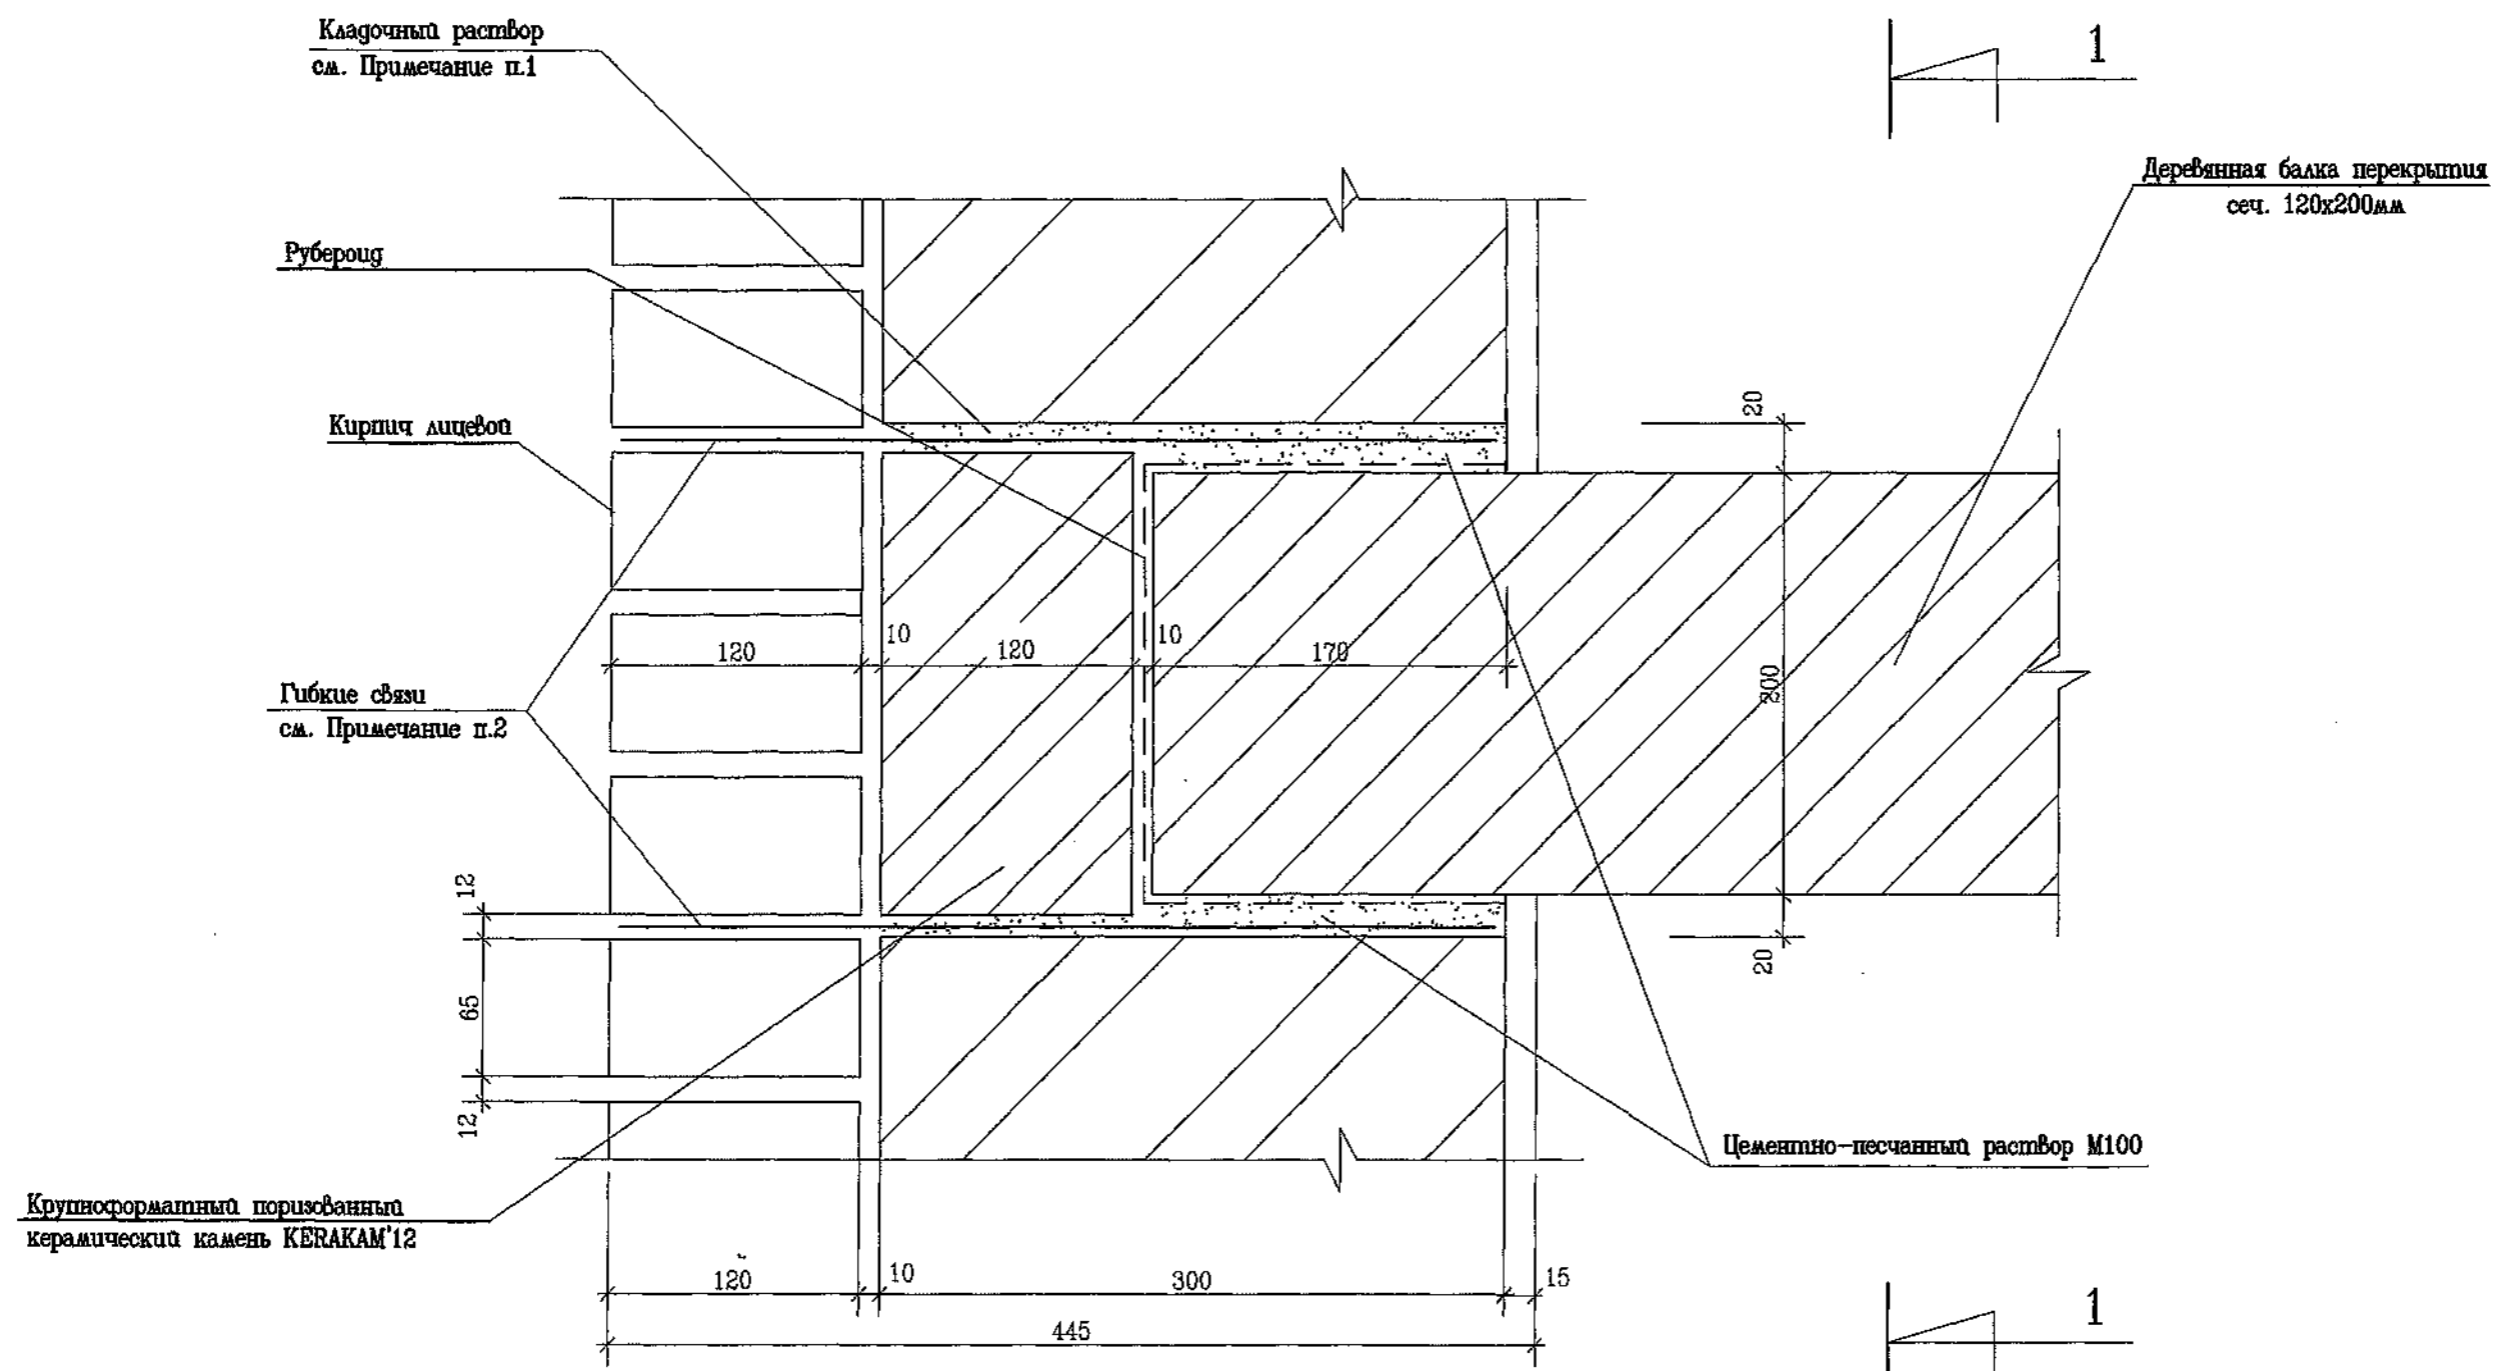 Кладочный раствор
см. Примечание п.1
1
Деревянная балка перекрытия
сеч. 120х200мм
Рубероид
20
Кирпич лицевой
10
10
120
120
170
200
Гибкие связи
см. Примечание п.2
12
20
65
12
Цементно-песчанный раствор М100
Крупноформатный поризованный
керамический камень KERAKAM'12
120
10
300
15
1
445